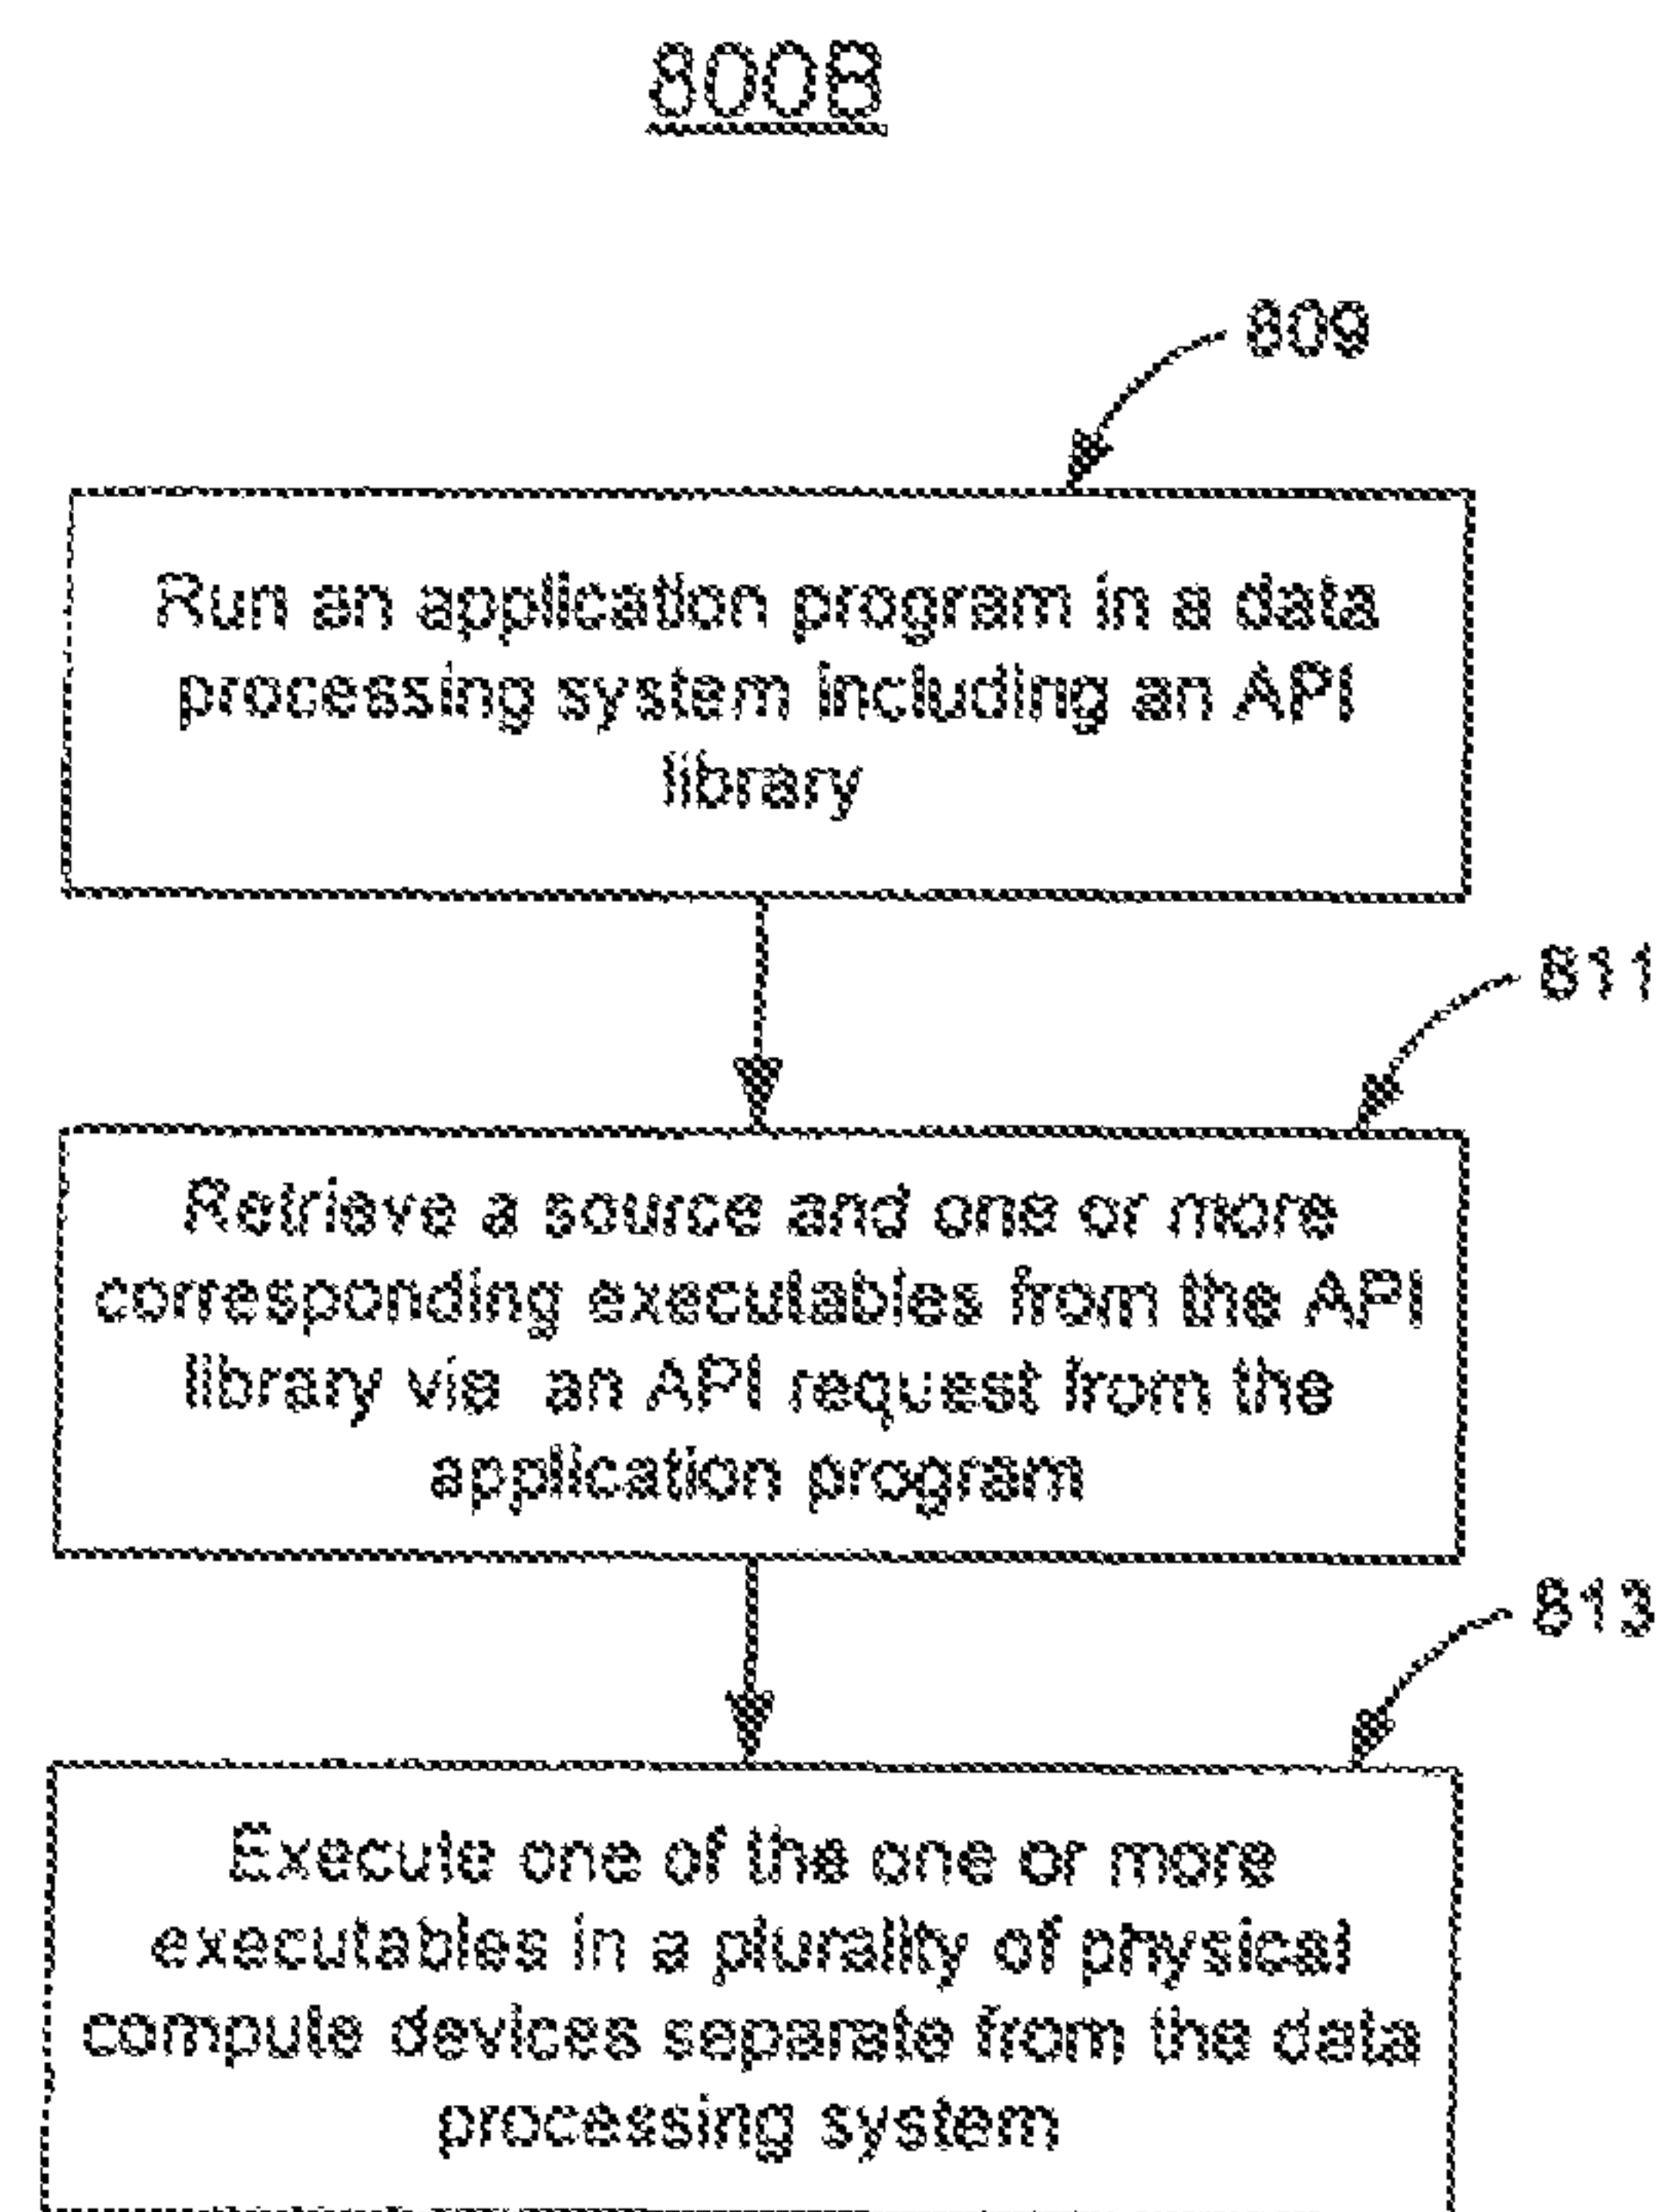 800B
809
Run an application program in a data
processing system including an API
library
811
Retrieve a source and one or more
corresponding executables from the API
library via an API request from the
application program
813
Execute one of the one or more
executables in a plurality of physical
compute devices separate from the data
processing system